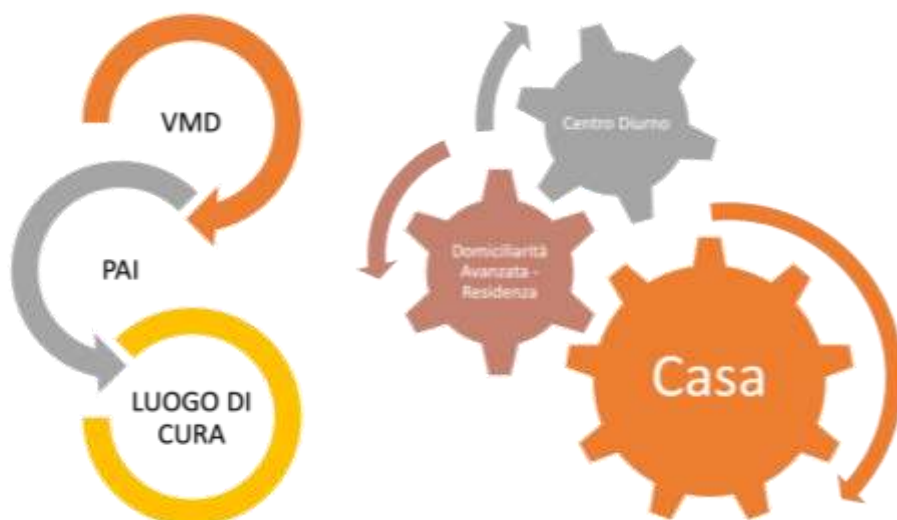 VMD
PAI
LUOGO DI
CURA
Centro Diurno
Domiciliarità
Avanzata -
Residenza
Casa